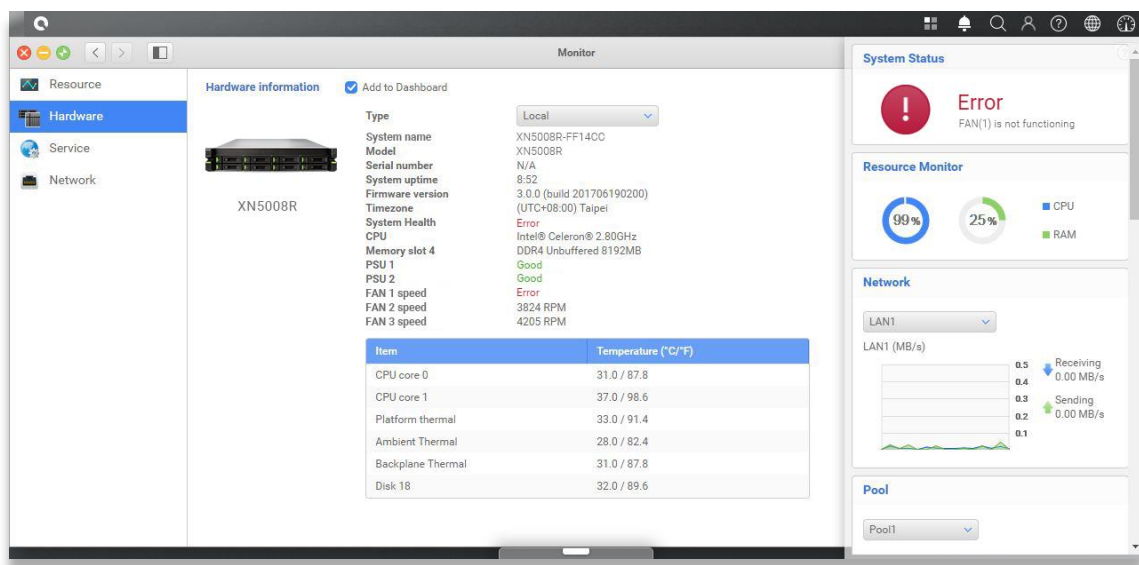 Monitor
Resource
Hardware
Service
Network
Hardware information
Add to Dashboard
XN5008R
Type Local
System name XN5008R-FF14CC
Model XN5008R
Serial number N/A
System uptime 8:52
Firmware version 3.0.0 (build 201706190200)
Timezone (UTC+08:00) Taipei
System Health Error
CPU Intel® Celeron® 2.80GHz
Memory slot 4 DDR4 Unbuffered 8192MB
PSU 1 Good
PSU 2 Good
FAN 1 speed Error
FAN 2 speed 3824 RPM
FAN 3 speed 4205 RPM
Item Temperature (°C/°F)
CPU core 0 31.0 / 87.8
CPU core 1 37.0 / 98.6
Platform thermal 33.0 / 91.4
Ambient Thermal 28.0 / 82.4
Backplane Thermal 31.0 / 87.8
Disk 18 32.0 / 89.6
System Status
Error
FAN(1) is not functioning
Resource Monitor
99%
25%
CPU
RAM
Network
LAN1
LAN1 (MB/s)
0.5
0.4
0.3
0.2
0.1
Receiving
0.00 MB/s
Sending
0.00 MB/s
Pool
Pool1